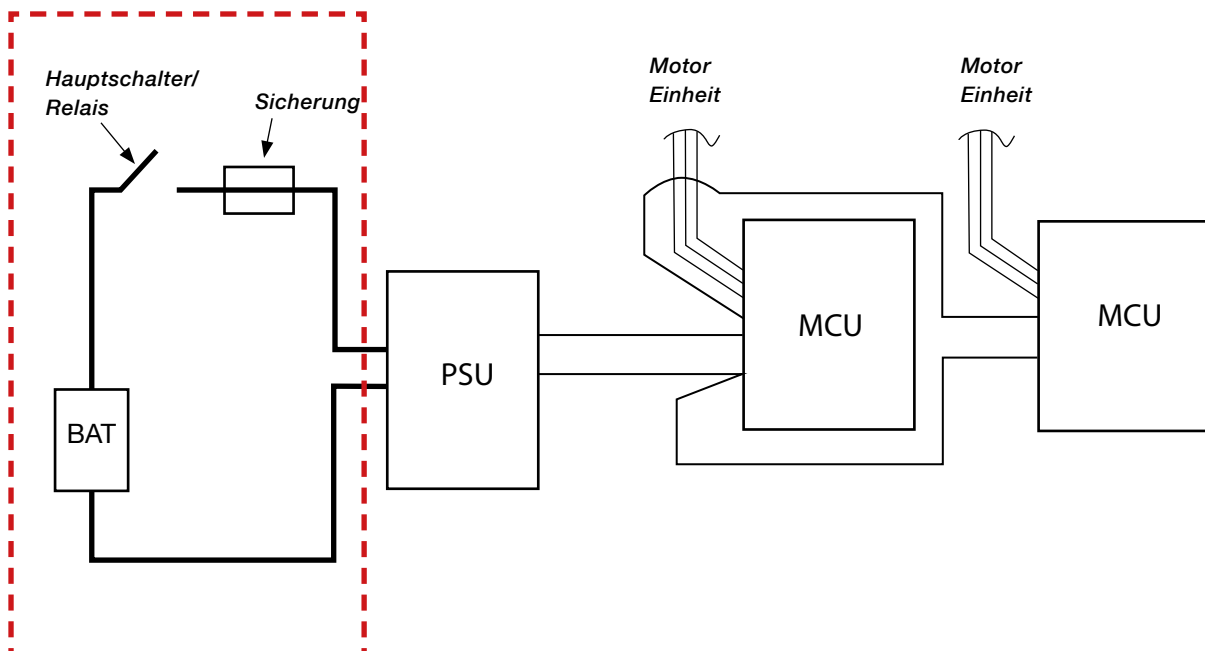 Hauptschalter/
Relais
Sicherung
Motor
Einheit
Motor
Einheit
BAT
PSU
MCU
MCU